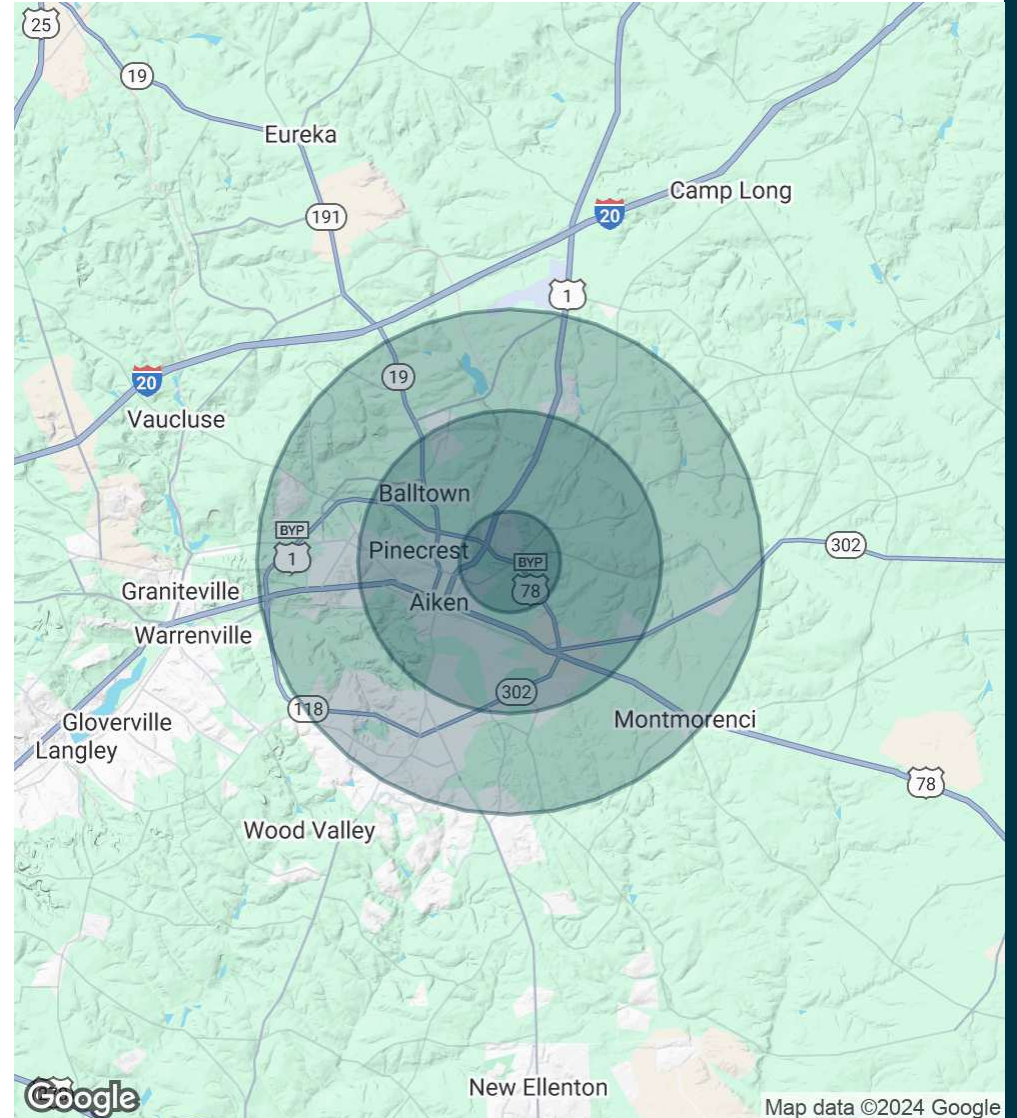 25
19
Eureka
191
Camp Long
20
1
19
20
Vaucluse
Balltown
BYP
1
Pinecrest
BYP
78
302
Graniteville
Aiken
Warrenville
302
118
Gloverville
Montmorenci
Langley
78
Wood Valley
New Ellenton
Google
Map data ©2024 Google